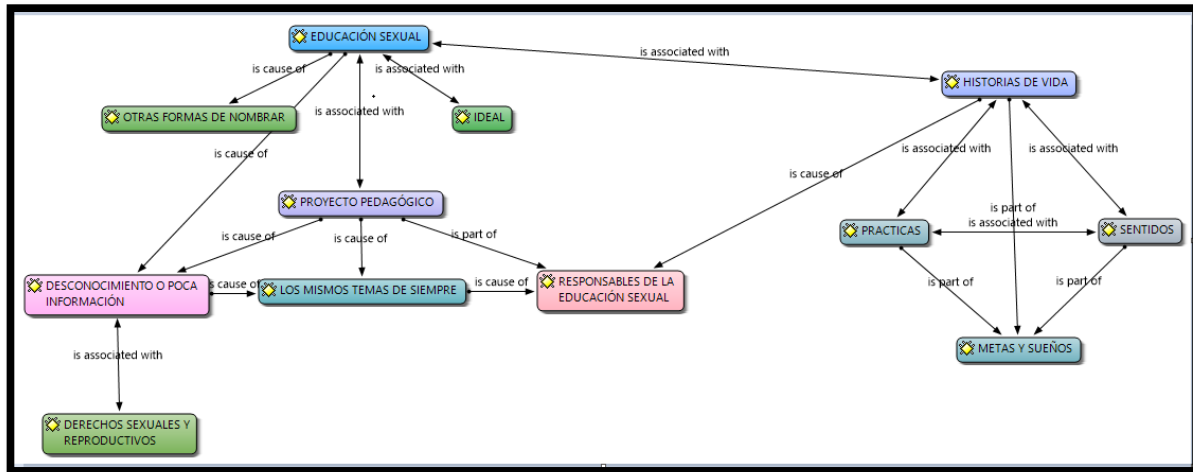 EDUCACIÓN SEXUAL
is associated with
HISTORIAS DE VIDA
is cause of
is associated with
is associated with
OTRAS FORMAS DE NOMBRAR
IDEAL
is cause of
is associated with
is associated with
is cause of
PROYECTO PEDAGÓGICO
is part of
is associated with
PRACTICAS
SENTIDOS
is cause of
is cause of
is part of
DESCONOCIMIENTO O POCA
INFORMACIÓN
is cause of
LOS MISMOS TEMAS DE SIEMPRE
is cause of
RESPONSABLES DE LA
EDUCACIÓN SEXUAL
is part of
is part of
METAS Y SUEÑOS
is associated with
DERECHOS SEXUALES Y
REPRODUCTIVOS